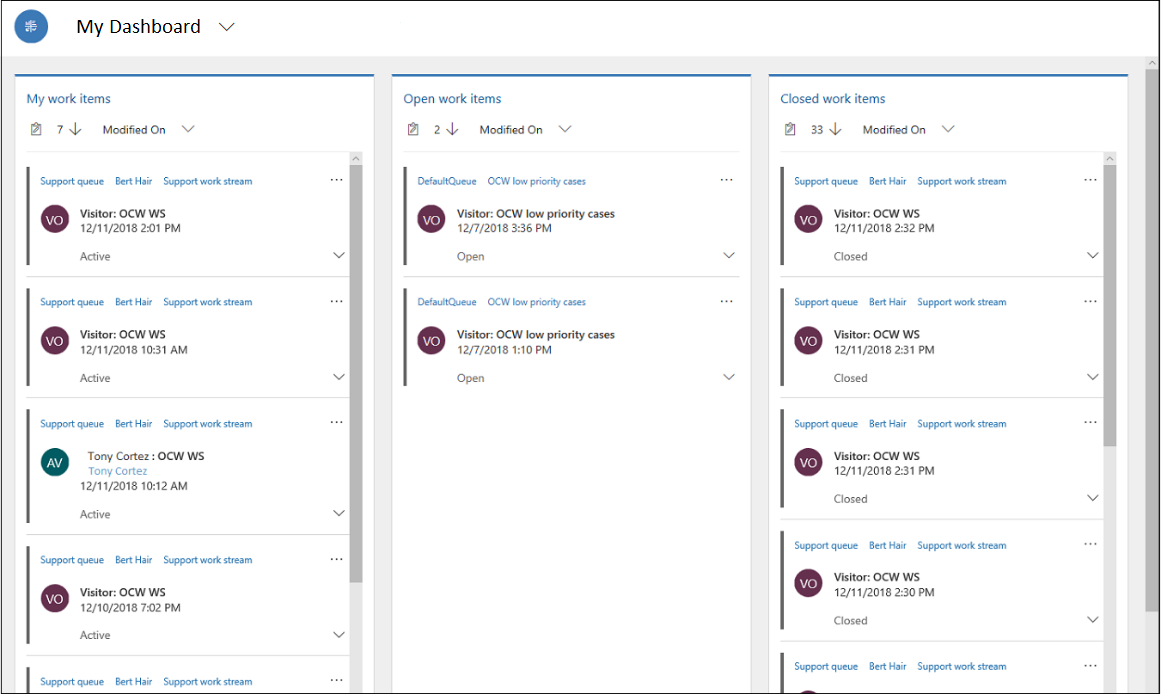 My Dashboard
My work items
7 Modified On
Support queue Bert Hair Support work stream ...
VO Visitor: OCW WS
12/11/2018 2:01 PM
Active
Support queue Bert Hair Support work stream ...
VO Visitor: OCW WS
12/11/2018 10:31 AM
Active
Support queue Bert Hair Support work stream ...
AV Tony Cortez : OCW WS
Tony Cortez
12/11/2018 10:12 AM
Active
Support queue Bert Hair Support work stream ...
VO Visitor: OCW WS
12/10/2018 7:02 PM
Active
Support queue Bert Hair Support work stream ...
Open work items
2 Modified On
DefaultQueue OCW low priority cases ...
VO Visitor: OCW low priority cases
12/7/2018 3:36 PM
Open
DefaultQueue OCW low priority cases ...
VO Visitor: OCW low priority cases
12/7/2018 1:10 PM
Open
Closed work items
33 Modified On
Support queue Bert Hair Support work stream ...
VO Visitor: OCW WS
12/11/2018 2:32 PM
Closed
Support queue Bert Hair Support work stream ...
VO Visitor: OCW WS
12/11/2018 2:31 PM
Closed
Support queue Bert Hair Support work stream ...
VO Visitor: OCW WS
12/11/2018 2:31 PM
Closed
Support queue Bert Hair Support work stream ...
VO Visitor: OCW WS
12/11/2018 2:30 PM
Closed
Support queue Bert Hair Support work stream ...